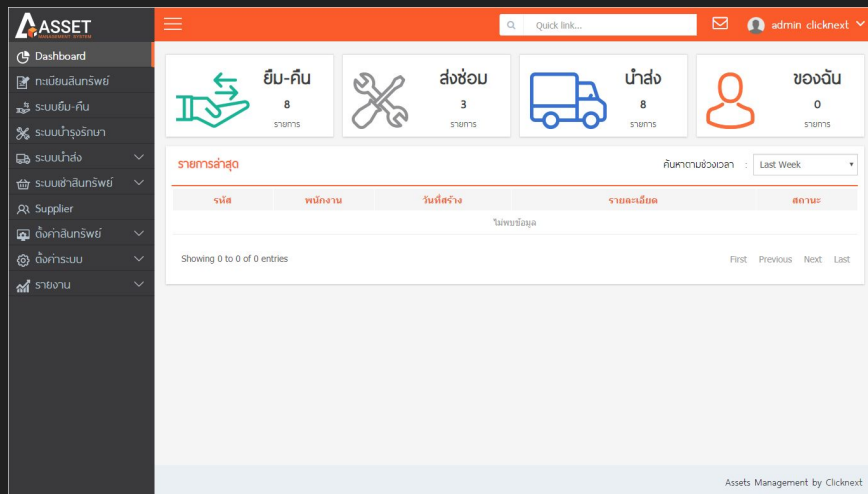 ASSET
MANAGEMENT SYSTEM
Quick link...
admin clicknext
Dashboard
ทะเบียนสินทรัพย์
ระบบยืม-คืน
ระบบบำรุงรักษา
ระบบนำส่ง
ระบบเช่าสินทรัพย์
Supplier
ตั้งค่าสินทรัพย์
ตั้งค่าระบบ
รายงาน
ยืม-คืน
8
รายการ
ส่งซ่อม
3
รายการ
นำส่ง
8
รายการ
ของฉัน
0
รายการ
รายการล่าสุด
ค้นหาตามช่วงเวลา : Last Week
รหัส พนักงาน วันที่สร้าง รายละเอียด สถานะ
ไม่พบข้อมูล
Showing 0 to 0 of 0 entries
First Previous Next Last
Assets Management by Clicknext